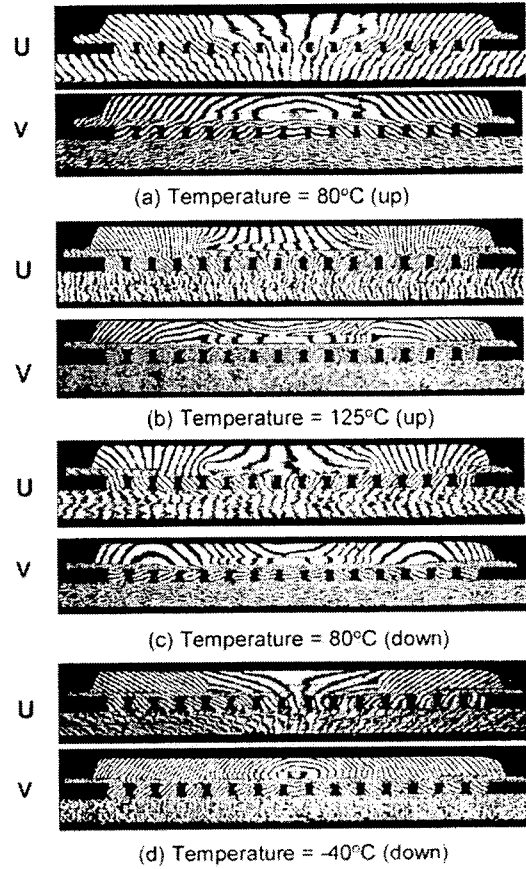 U
V
(a) Temperature = 80°C (up)
U
V
(b) Temperature = 125°C (up)
U
V
(c) Temperature = 80°C (down)
U
V
(d) Temperature = -40°C (down)